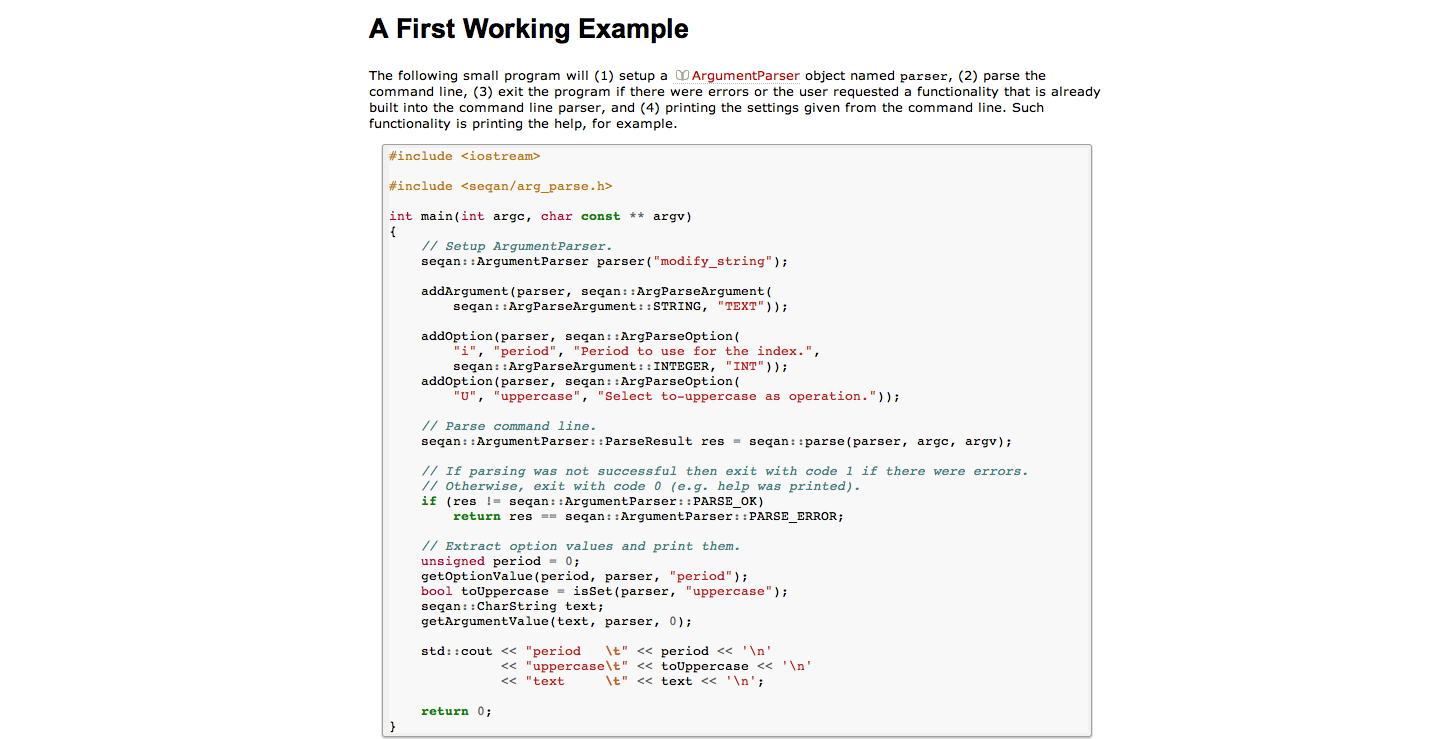 A First Working Example
The following small program will (1) setup a ArgumentParser object named parser, (2) parse the
command line, (3) exit the program if there were errors or the user requested a functionality that is already
built into the command line parser, and (4) printing the settings given from the command line. Such
functionality is printing the help, for example.
#include <iostream>
#include <seqan/arg_parse.h>
int main(int argc, char const ** argv)
{
    // Setup ArgumentParser.
    seqan::ArgumentParser parser("modify_string");
    addArgument(parser, seqan::ArgParseArgument(
        seqan::ArgParseArgument::STRING, "TEXT"));
    addOption(parser, seqan::ArgParseOption(
        "i", "period", "Period to use for the index.",
        seqan::ArgParseArgument::INTEGER, "INT"));
    addOption(parser, seqan::ArgParseOption(
        "U", "uppercase", "Select to-uppercase as operation."));
    // Parse command line.
    seqan::ArgumentParser::ParseResult res = seqan::parse(parser, argc, argv);
    // If parsing was not successful then exit with code 1 if there were errors.
    // Otherwise, exit with code 0 (e.g. help was printed).
    if (res != seqan::ArgumentParser::PARSE_OK)
        return res == seqan::ArgumentParser::PARSE_ERROR;
    // Extract option values and print them.
    unsigned period = 0;
    getOptionValue(period, parser, "period");
    bool toUppercase = isSet(parser, "uppercase");
    seqan::CharString text;
    getArgumentValue(text, parser, 0);
    std::cout << "period   \t" << period << '\n'
              << "uppercase\t" << toUppercase << '\n'
              << "text     \t" << text << '\n';
    return 0;
}